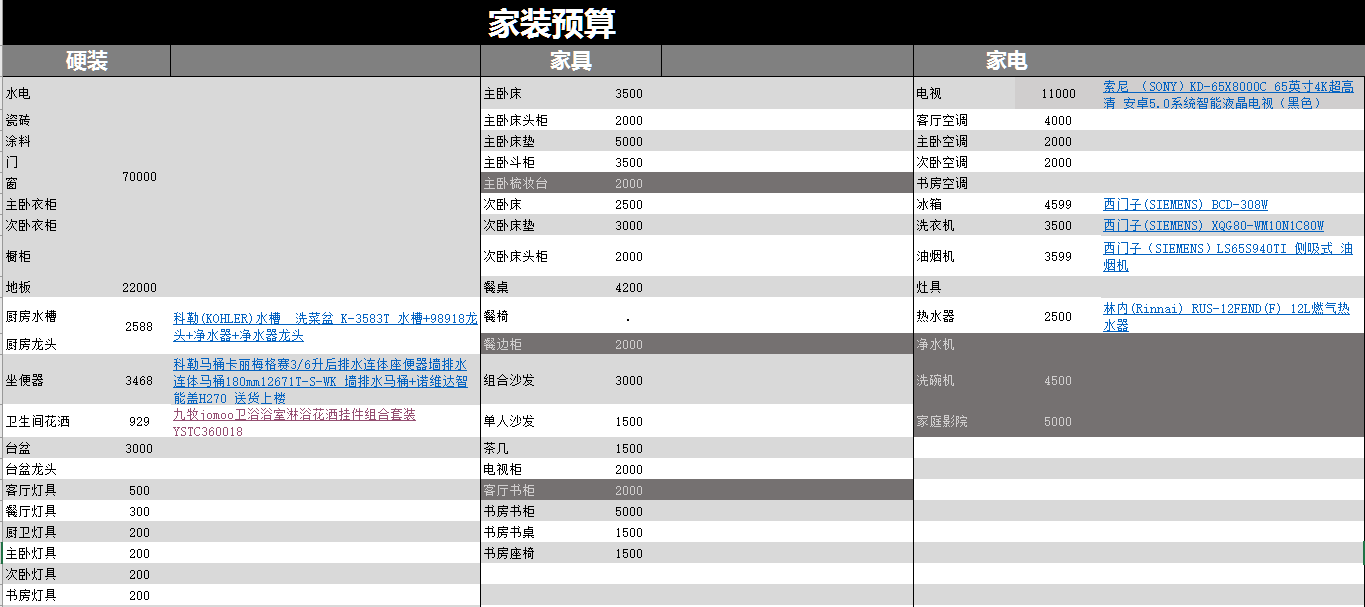 家装预算
硬装 家具 家电
水电 主卧床 3500 电视 11000 索尼 （SONY）KD-65X8000C 65英寸4K超高
清 安卓5.0系统智能液晶电视（黑色）
瓷砖 主卧床头柜 2000 客厅空调 4000
涂料 主卧床垫 5000 主卧空调 2000
门 主卧斗柜 3500 次卧空调 2000
70000
窗 主卧梳妆台 2000 书房空调
主卧衣柜 次卧床 2500 冰箱 4599 西门子(SIEMENS) BCD-308W
次卧衣柜 次卧床垫 3000 洗衣机 3500 西门子(SIEMENS) XQG80-WM10N1C80W
橱柜 次卧床头柜 2000 油烟机 3599 西门子（SIEMENS）LS65S940TI 侧吸式 油
烟机
地板 22000 餐桌 4200 灶具
厨房水槽 餐椅 . 热水器 2500 林内(Rinnai) RUS-12FEND(F) 12L燃气热
水器
2588 科勒(KOHLER)水槽 洗菜盆 K-3583T 水槽+98918龙
头+净水器+净水器龙头
厨房龙头 餐边柜 2000 净水机
坐便器 3468 科勒马桶卡丽梅格赛3/6升后排水连体座便器墙排水
连体马桶180mm12671T-S-WK 墙排水马桶+诺维达智
能盖H270 送货上楼
组合沙发 3000 洗碗机 4500
卫生间花洒 929 九牧jomoo卫浴浴室淋浴花洒挂件组合套装
YSTC360018
单人沙发 1500 家庭影院 5000
台盆 3000 茶几 1500
台盆龙头 电视柜 2000
客厅灯具 500 客厅书柜 2000
餐厅灯具 300 书房书柜 5000
厨卫灯具 200 书房书桌 1500
主卧灯具 200 书房座椅 1500
次卧灯具 200
书房灯具 200